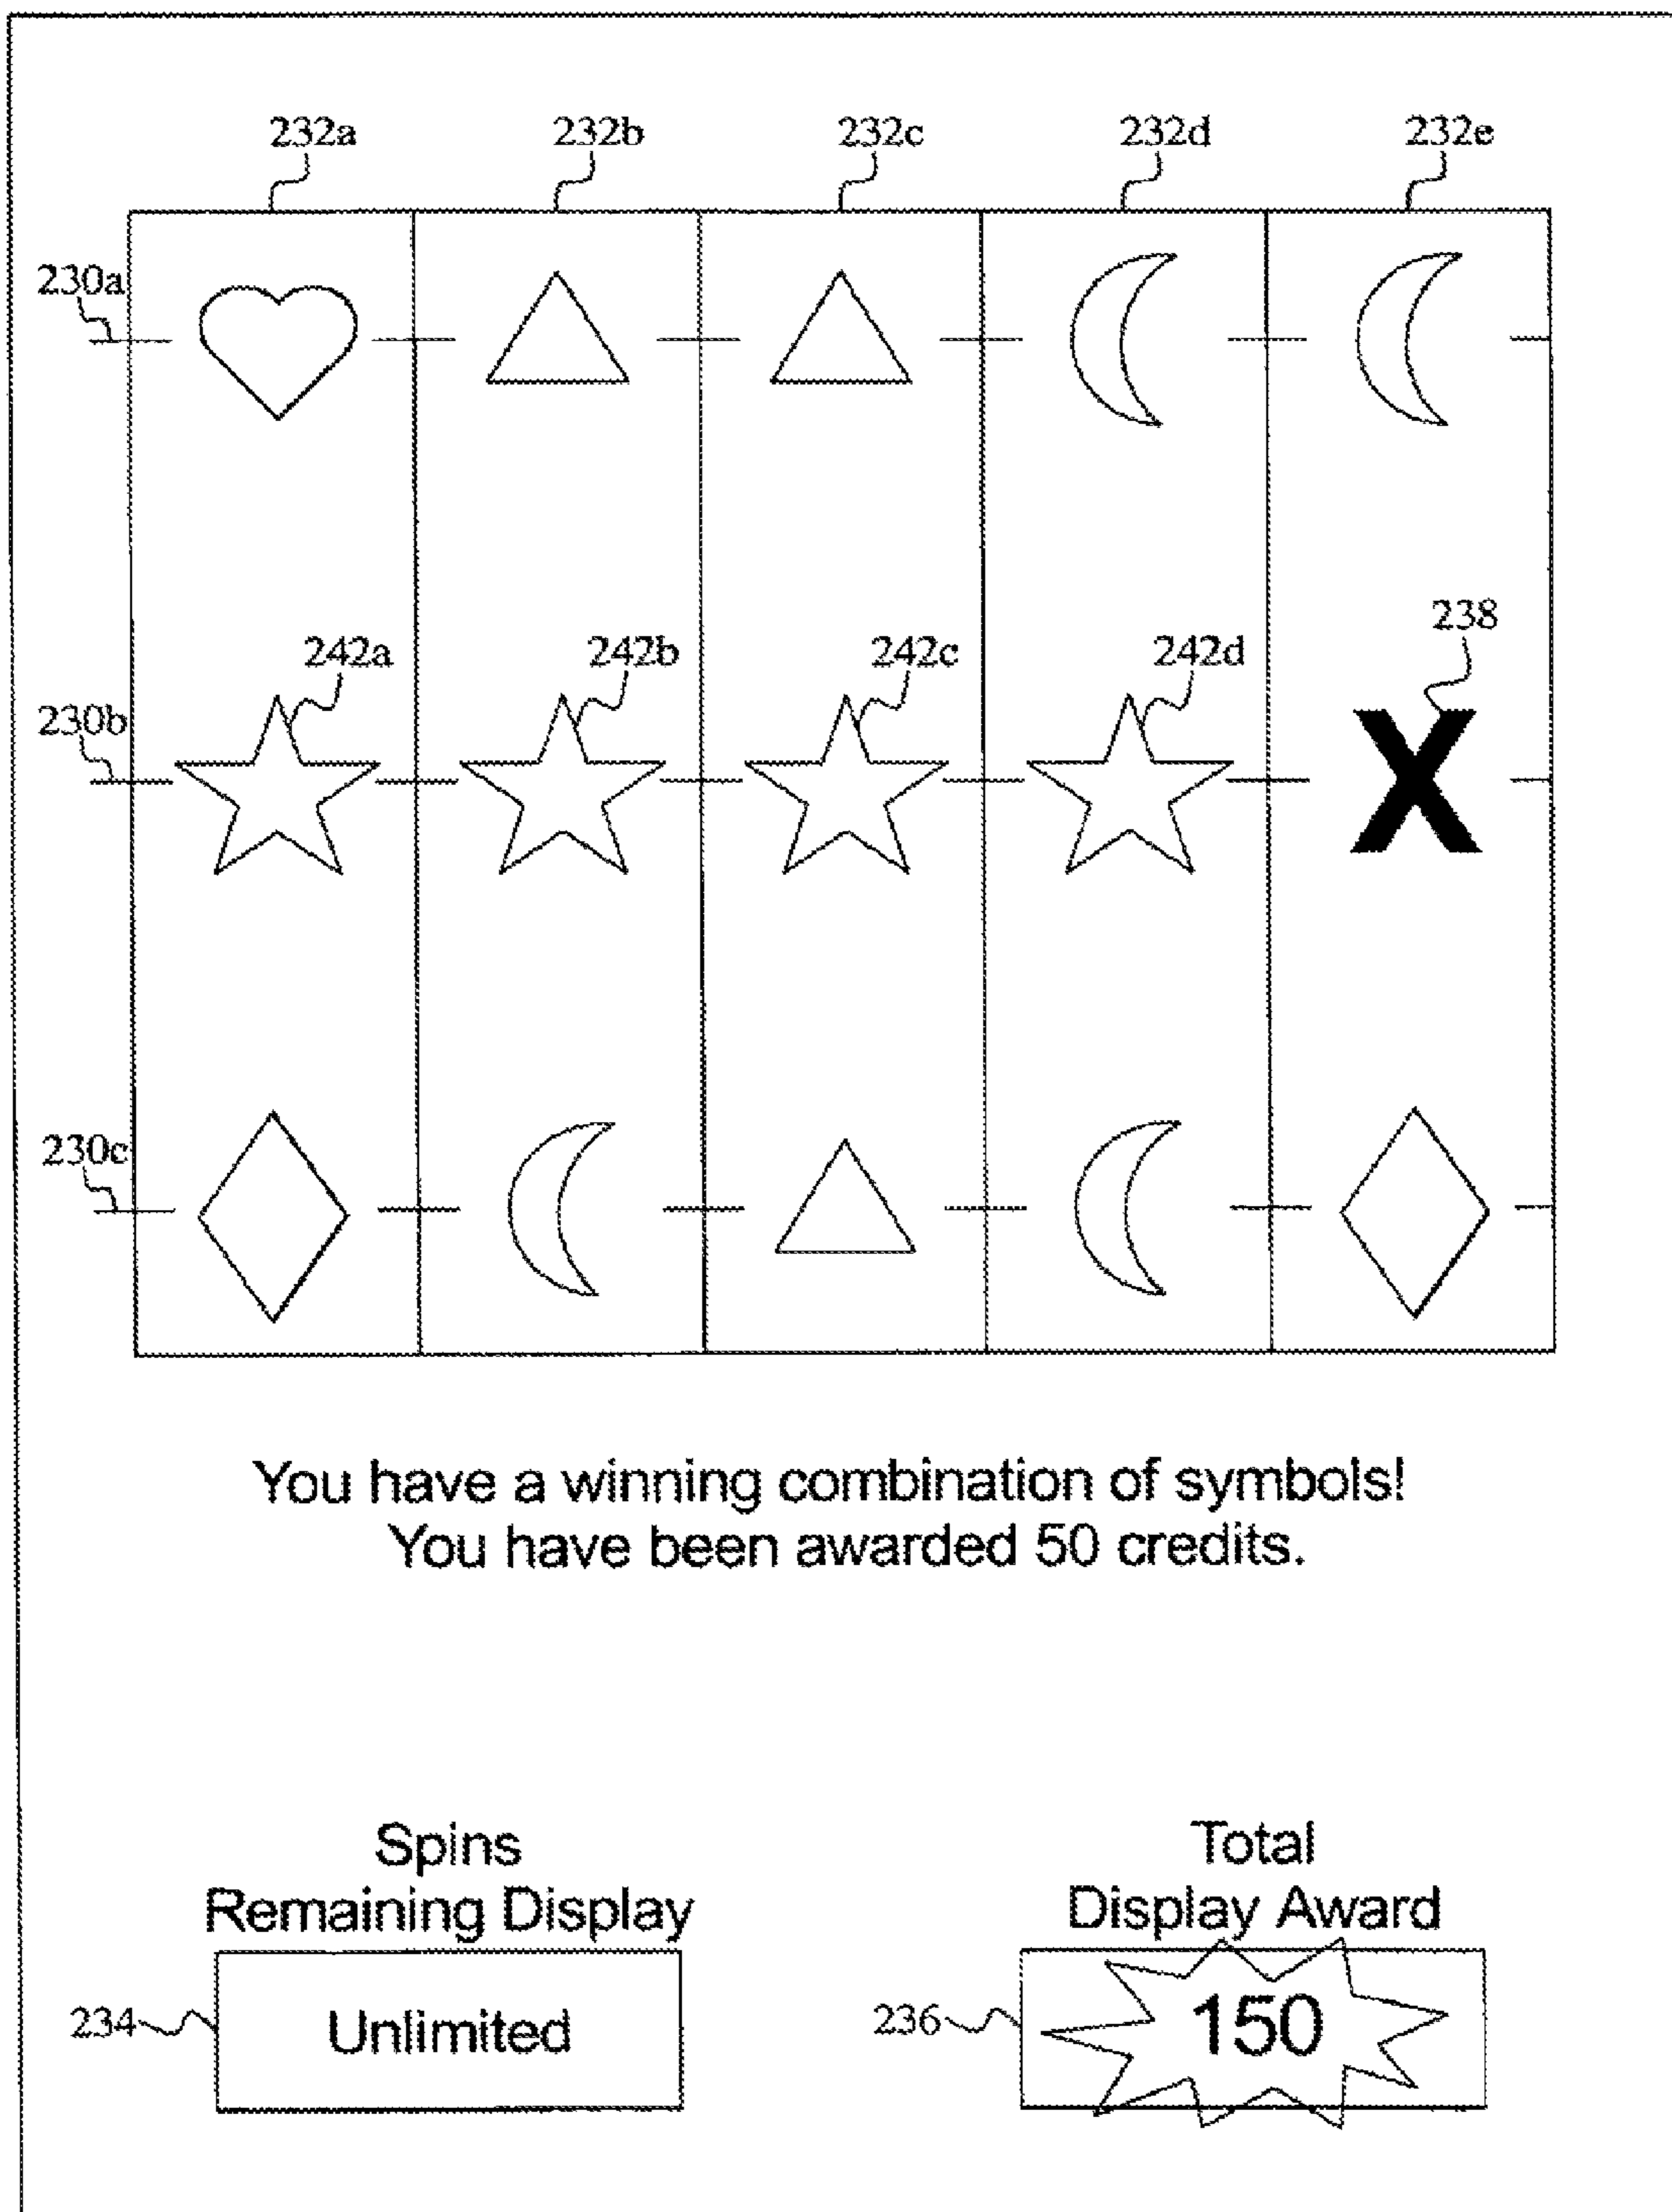 232a 232b 232c 232d 232e
230a
238
242a 242b 242c 242d
230b
X
230c
You have a winning combination of symbols!
You have been awarded 50 credits.
Spins
Remaining Display
Total
Display Award
234 Unlimited
236 150